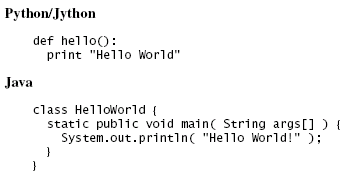 Python/Jython
def hello():
  print "Hello World"
Java
class HelloWorld {
  static public void main( String args[] ) {
    System.out.println( "Hello World!" );
  }
}